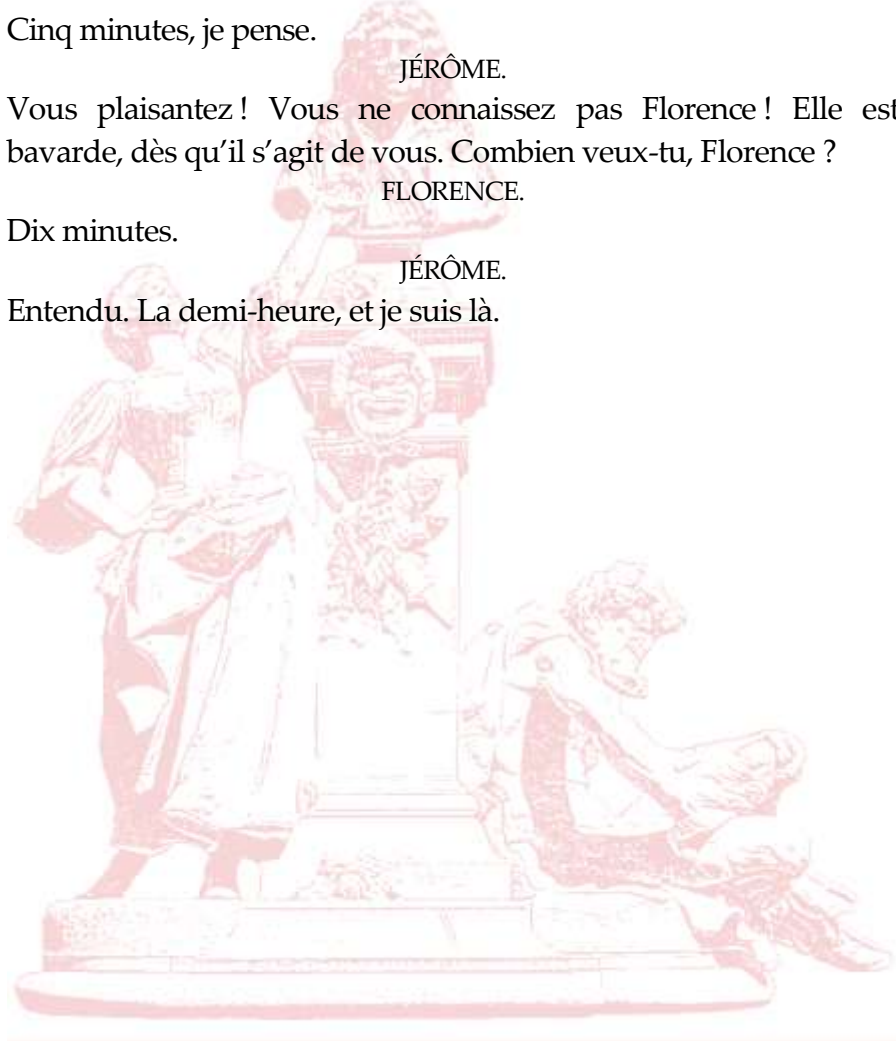 Cinq minutes, je pense.
JÉRÔME.
Vous plaisantez ! Vous ne connaissez pas Florence ! Elle est
bavarde, dès qu’il s’agit de vous. Combien veux-tu, Florence ?
FLORENCE.
Dix minutes.
JÉRÔME.
Entendu. La demi-heure, et je suis là.